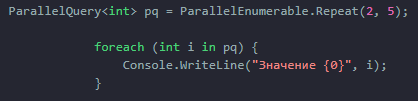 ParallelQuery<int> pq = ParallelEnumerable.Repeat(2, 5);
foreach (int i in pq) {
Console.WriteLine("Значение {0}", i);
}